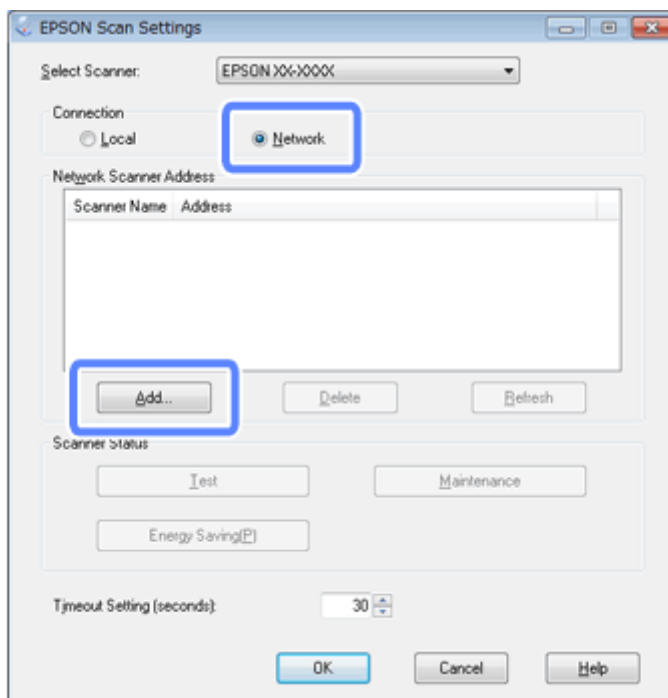 EPSON Scan Settings
Select Scanner: EPSON XX-XXXX
Connection
Local Network
Network Scanner Address
Scanner Name Address
Add... Delete Refresh
Scanner Status
Test Maintenance
Energy Saving(P)
Timeout Setting (seconds): 30
OK Cancel Help